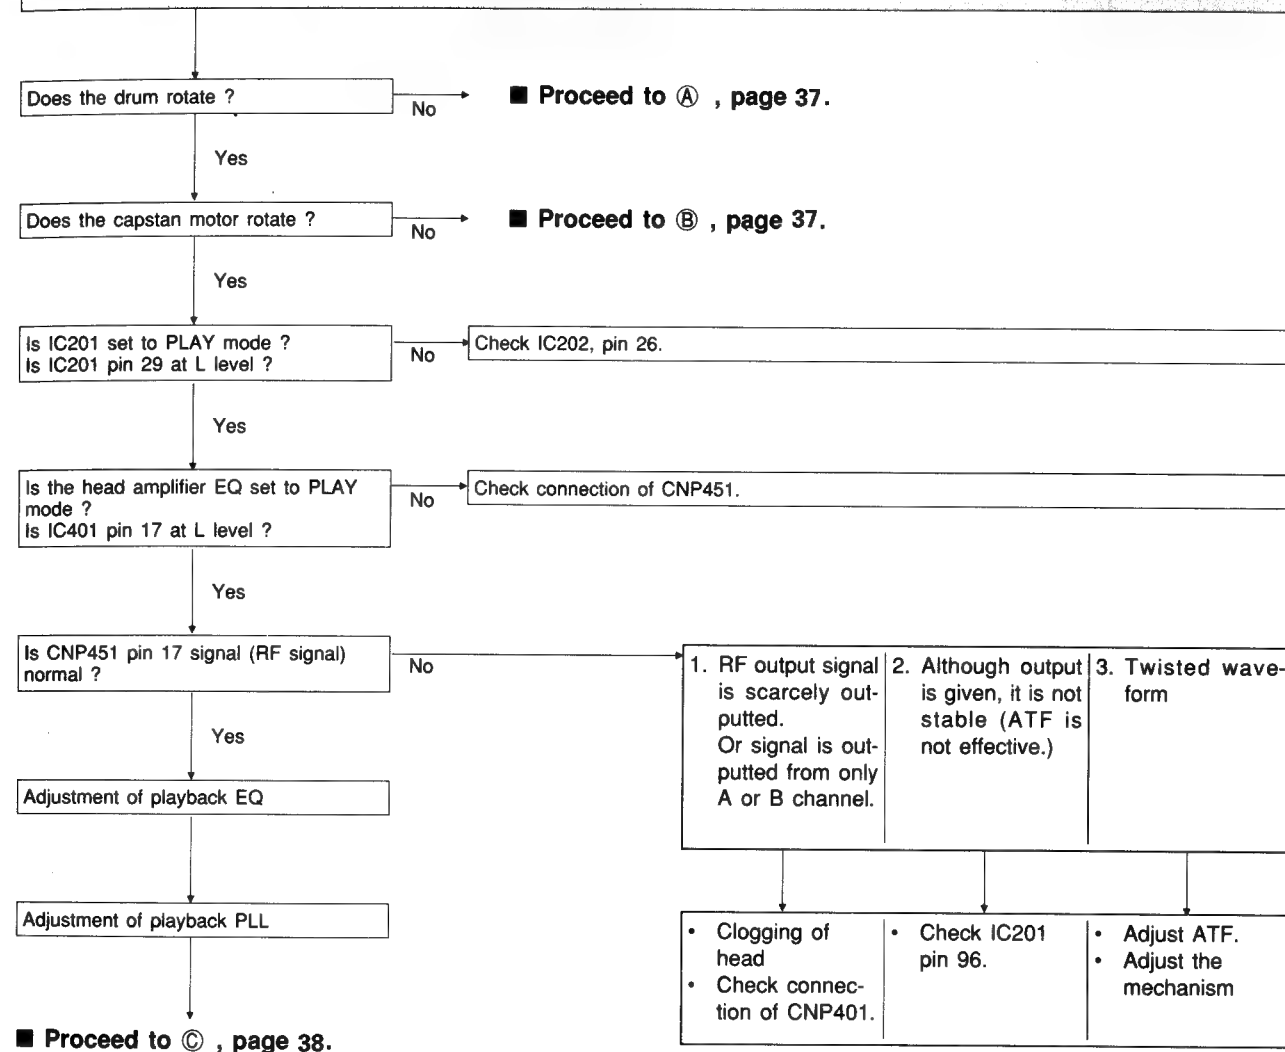 Does the drum rotate ?
No
■ Proceed to Ⓐ , page 37.
Yes
Does the capstan motor rotate ?
No
■ Proceed to Ⓑ , page 37.
Yes
Is IC201 set to PLAY mode ?
Is IC201 pin 29 at L level ?
No
Check IC202, pin 26.
Yes
Is the head amplifier EQ set to PLAY
mode ?
Is IC401 pin 17 at L level ?
No
Check connection of CNP451.
Yes
Is CNP451 pin 17 signal (RF signal)
normal ?
No
1. RF output signal
is scarcely out-
putted.
Or signal is out-
putted from only
A or B channel.
2. Although output
is given, it is not
stable (ATF is
not effective.)
3. Twisted wave-
form
Yes
Adjustment of playback EQ
Adjustment of playback PLL
• Clogging of
head
• Check connec-
tion of CNP401.
• Check IC201
pin 96.
• Adjust ATF.
• Adjust the
mechanism
■ Proceed to Ⓒ , page 38.